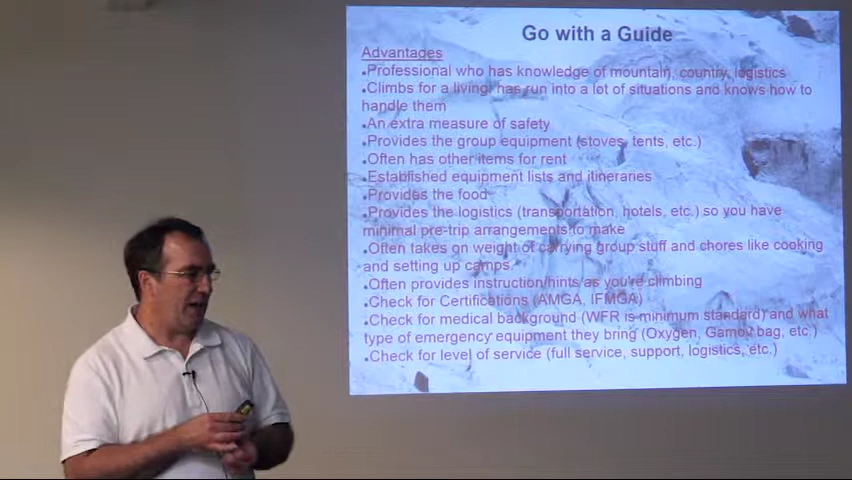 Go with a Guide
Advantages
•Professional who has knowledge of mountain, country, logistics
•Climbs for a living! has run into a lot of situations and knows how to
handle them
•An extra measure of safety
•Provides the group equipment (stoves, tents, etc.)
•Often has other items for rent
•Established equipment lists and itineraries
•Provides the food
•Provides the logistics (transportation, hotels, etc.) so you have
minimal pre-trip arrangements to make
•Often takes on weight of carrying group stuff and chores like cooking
and setting up camps.
•Often provides instruction/hints as you're climbing
•Check for Certifications (AMGA, IFMGA)
•Check for medical background (WFR is minimum standard) and what
type of emergency equipment they bring (Oxygen, Gamov bag, etc.)
•Check for level of service (full service, support, logistics, etc.)